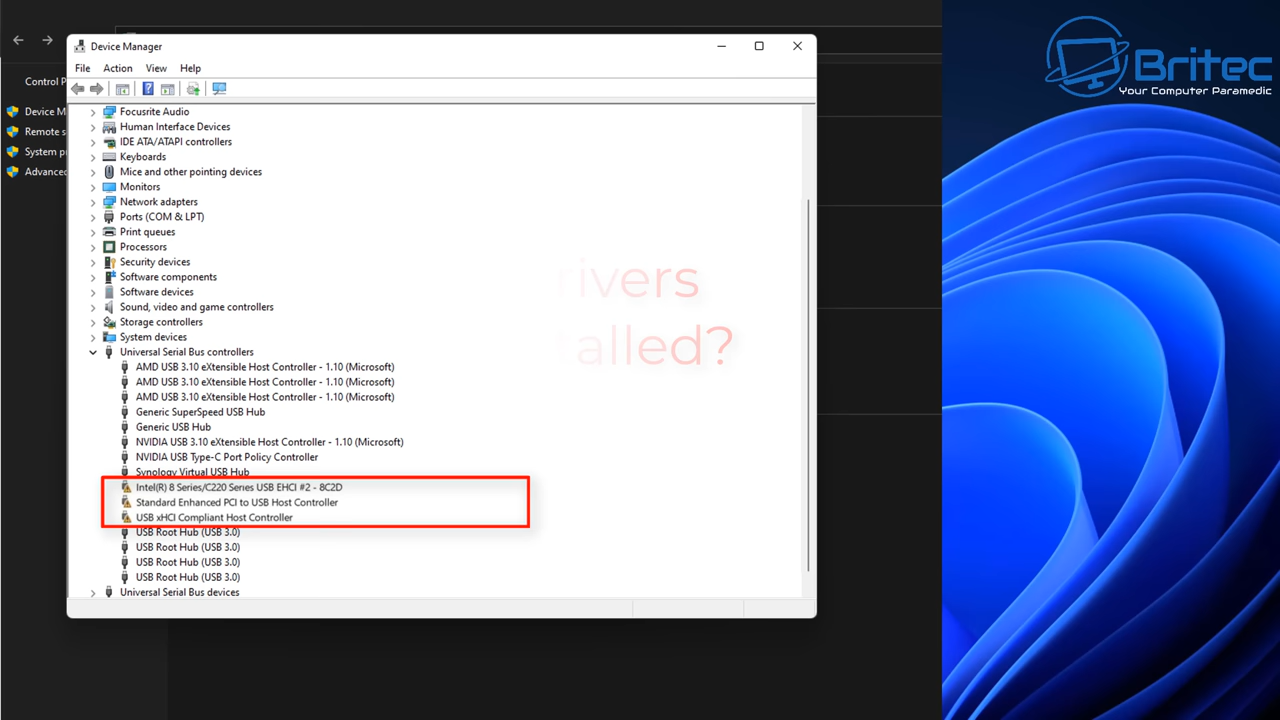 Device Manager
File Action View Help
Control P
Device M
Remote s
System p
Advanced
Focusrite Audio
Human Interface Devices
IDE ATA/ATAPI controllers
Keyboards
Mice and other pointing devices
Monitors
Network adapters
Ports (COM & LPT)
Print queues
Processors
Security devices
Software components
Software devices
Sound, video and game controllers
Storage controllers
System devices
Universal Serial Bus controllers
AMD USB 3.10 eXtensible Host Controller - 1.10 (Microsoft)
AMD USB 3.10 eXtensible Host Controller - 1.10 (Microsoft)
AMD USB 3.10 eXtensible Host Controller - 1.10 (Microsoft)
Generic SuperSpeed USB Hub
Generic USB Hub
NVIDIA USB 3.10 eXtensible Host Controller - 1.10 (Microsoft)
NVIDIA USB Type-C Port Policy Controller
Synology Virtual USB Hub
Intel(R) 8 Series/C220 Series USB EHCI #2 - 8C2D
Standard Enhanced PCI to USB Host Controller
USB xHCI Compliant Host Controller
USB Root Hub (USB 3.0)
USB Root Hub (USB 3.0)
USB Root Hub (USB 3.0)
USB Root Hub (USB 3.0)
Universal Serial Bus devices
rivers
talled?
Britec
Your Computer Paramedic